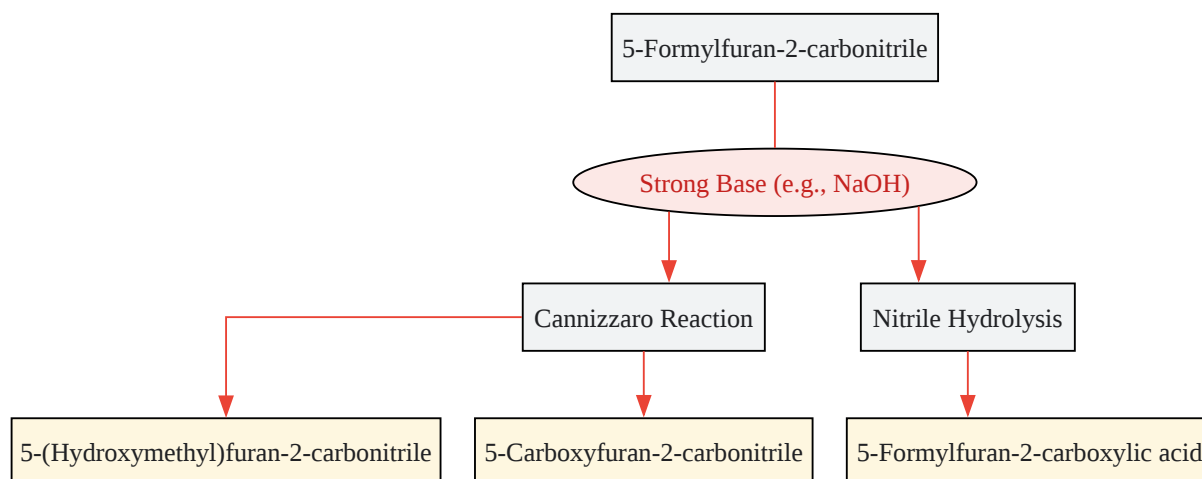 5-Formylfuran-2-carbonitrile
Strong Base (e.g., NaOH)
Cannizzaro Reaction
Nitrile Hydrolysis
5-(Hydroxymethyl)furan-2-carbonitrile
5-Carboxyfuran-2-carbonitrile
5-Formylfuran-2-carboxylic acid